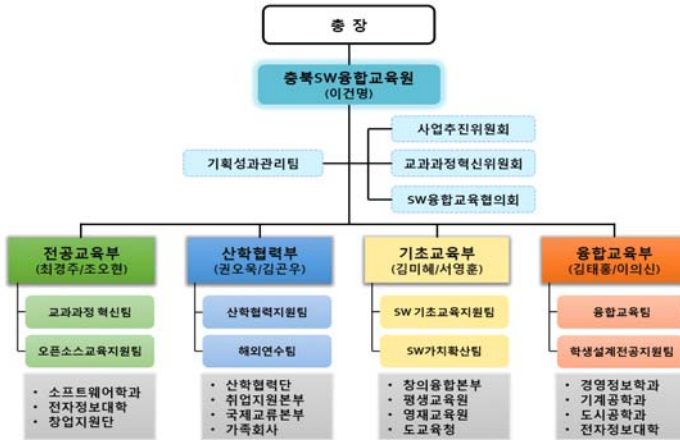 총 장
충북SW융합교육원
(이건명)
사업추진위원회
기획성과관리팀
교과과정혁신위원회
SW융합교육협의회
전공교육부
(최경주/조오현)
산학협력부
(권오욱/김곤우)
기초교육부
(김미혜/서영훈)
융합교육부
(김태홍/이의신)
교과과정 혁신팀
산학협력지원팀
SW 기초교육지원팀
융합교육팀
오픈소스교육지원팀
해외연수팀
SW가치확산팀
학생설계전공지원팀
• 소프트웨어학과
• 전자정보대학
• 창업지원단
• 산학협력단
• 취업지원본부
• 국제교류본부
• 가족회사
• 창의융합본부
• 평생교육원
• 영재교육원
• 도교육청
• 경영정보학과
• 기계공학과
• 도시공학과
• 전자정보대학